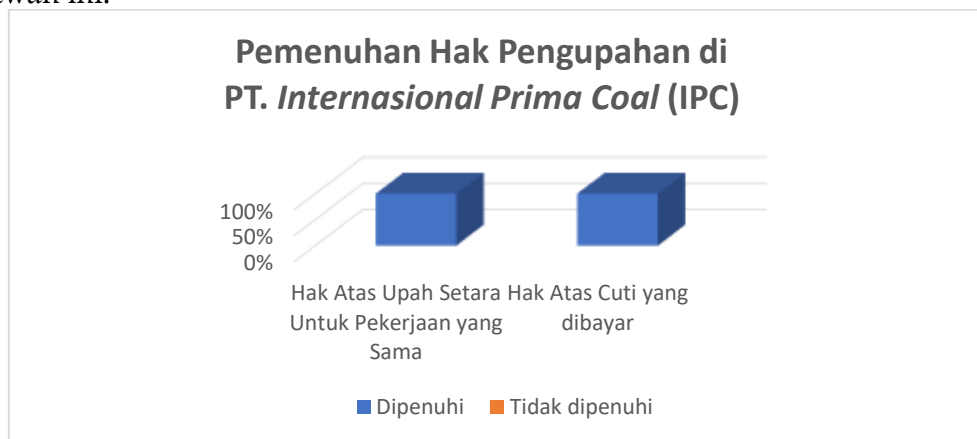 Pemenuhan Hak Pengupahan di
PT. Internasional Prima Coal (IPC)
100%
50%
0%
Hak Atas Upah Setara
Untuk Pekerjaan yang
Sama
Hak Atas Cuti yang
dibayar
Dipenuhi
Tidak dipenuhi